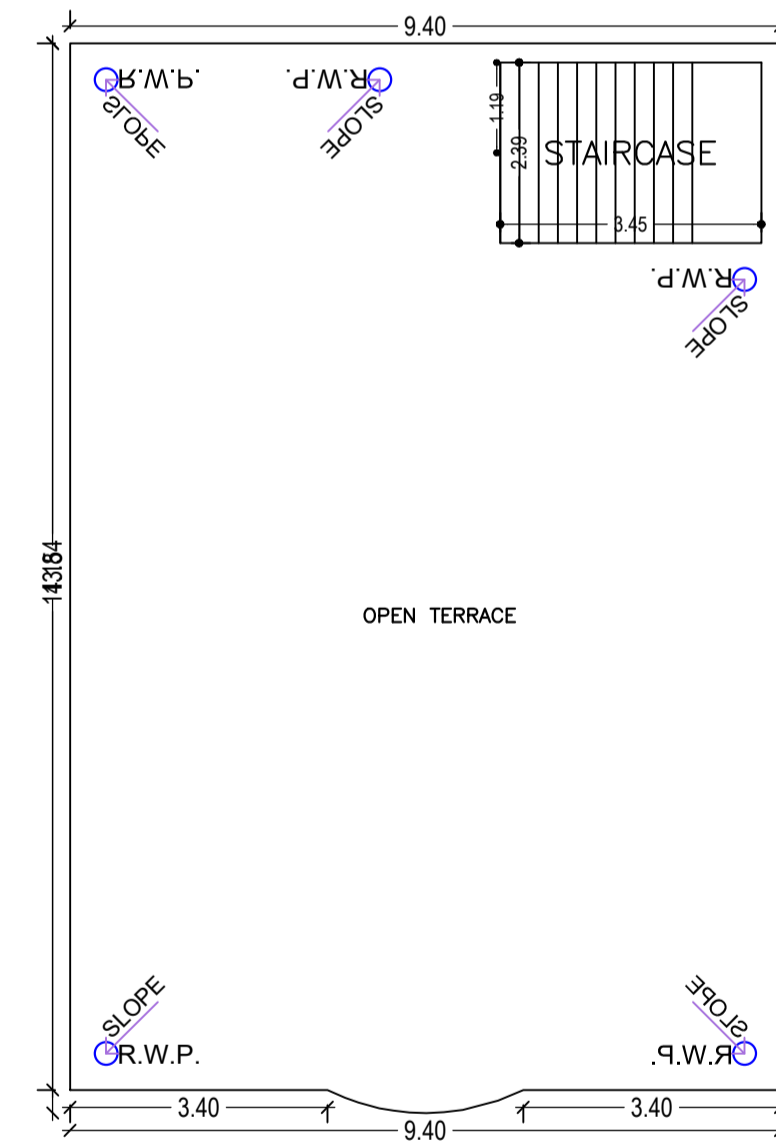 9.40
R.W.P.
R.W.P.
SLOPE
SLOPE
1.19
2.39
STAIRCASE
3.45
R.W.P.
SLOPE
OPEN TERRACE
SLOPE
SLOPE
R.W.P.
R.W.P.
3.40
3.40
9.40